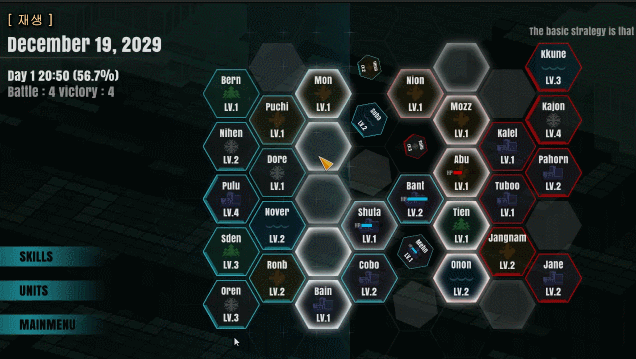 [ 재생 ]
December 19, 2029
The basic strategy is that
Day 1 20:50 (56.7%)
Battle : 4 victory : 4
Bern
LV.1
Nihen
LV.2
Pulu
LV.4
Sden
LV.3
Oren
LV.3
Puchi
LV.1
Dore
LV.1
Nover
LV.2
Ronb
LV.2
Mon
LV.1
Bain
LV.1
LV.2
Shuta
HP
LV.1
Cobo
LV.2
Nion
LV.1
Bant
LV.2
Mozz
LV.1
Abu
HP
LV.1
Tien
LV.1
Onon
LV.2
Kalel
LV.1
Tuboo
LV.1
Jangnam
LV.2
Kkune
LV.3
Kajon
LV.4
Pahorn
LV.2
Jane
LV.2
SKILLS
UNITS
MAINMENU